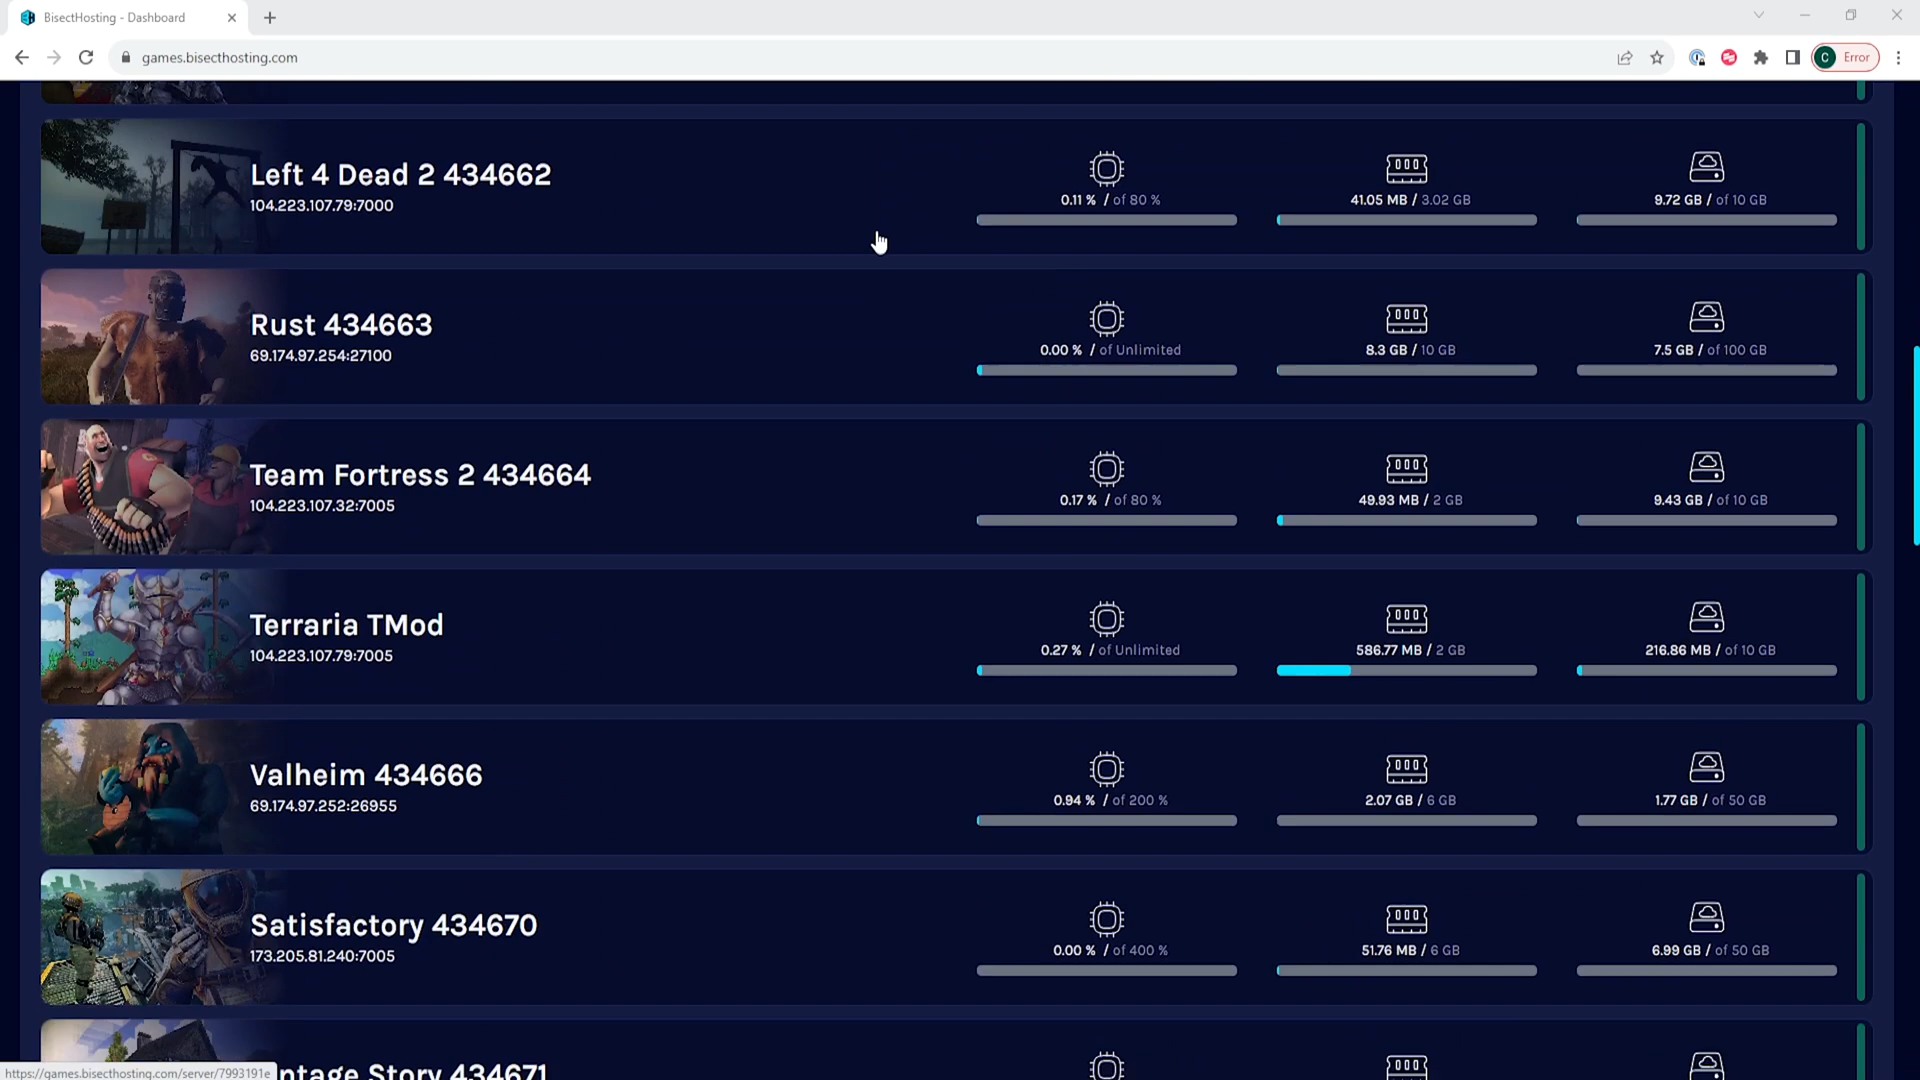 BisectHosting - Dashboard
games.bisecthosting.com
C Error
Left 4 Dead 2 434662
104.223.107.79:7000
0.11 % / of 80 %
41.05 MB / 3.02 GB
9.72 GB / of 10 GB
Rust 434663
69.174.97.254:27100
0.00 % / of Unlimited
8.3 GB / 10 GB
7.5 GB / of 100 GB
Team Fortress 2 434664
104.223.107.32:7005
0.17 % / of 80 %
49.93 MB / 2 GB
9.43 GB / of 10 GB
Terraria TMod
104.223.107.79:7005
0.27 % / of Unlimited
586.77 MB / 2 GB
216.86 MB / of 10 GB
Valheim 434666
69.174.97.252:26955
0.94 % / of 200 %
2.07 GB / 6 GB
1.77 GB / of 50 GB
Satisfactory 434670
173.205.81.240:7005
0.00 % / of 400 %
51.76 MB / 6 GB
6.99 GB / of 50 GB
ntage Story 434671
https://games.bisecthosting.com/server/7993191e